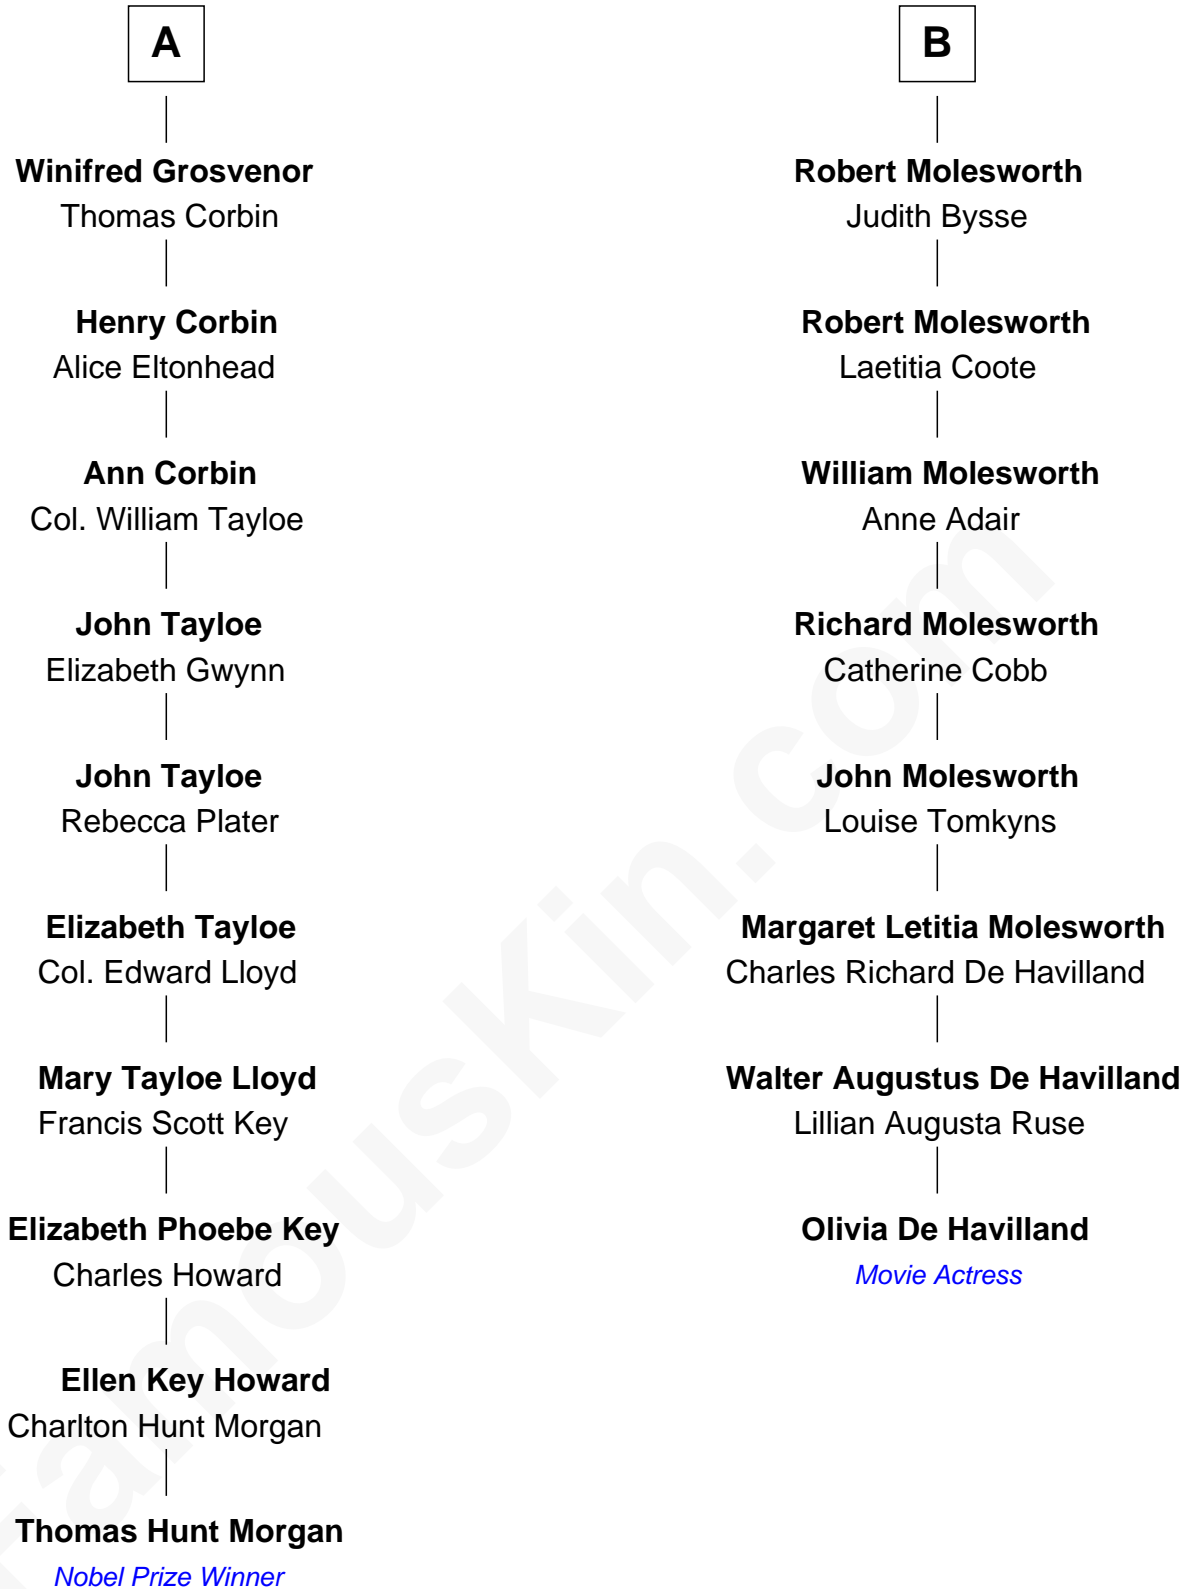 A
Winifred Grosvenor
Thomas Corbin
Henry Corbin
Alice Eltonhead
Ann Corbin
Col. William Tayloe
John Tayloe
Elizabeth Gwynn
John Tayloe
Rebecca Plater
Elizabeth Tayloe
Col. Edward Lloyd
Mary Tayloe Lloyd
Francis Scott Key
Elizabeth Phoebe Key
Charles Howard
Ellen Key Howard
Charlton Hunt Morgan
Thomas Hunt Morgan
Nobel Prize Winner
B
Robert Molesworth
Judith Bysse
Robert Molesworth
Laetitia Coote
William Molesworth
Anne Adair
Richard Molesworth
Catherine Cobb
John Molesworth
Louise Tomkyns
Margaret Letitia Molesworth
Charles Richard De Havilland
Walter Augustus De Havilland
Lillian Augusta Ruse
Olivia De Havilland
Movie Actress
FamousKin.com